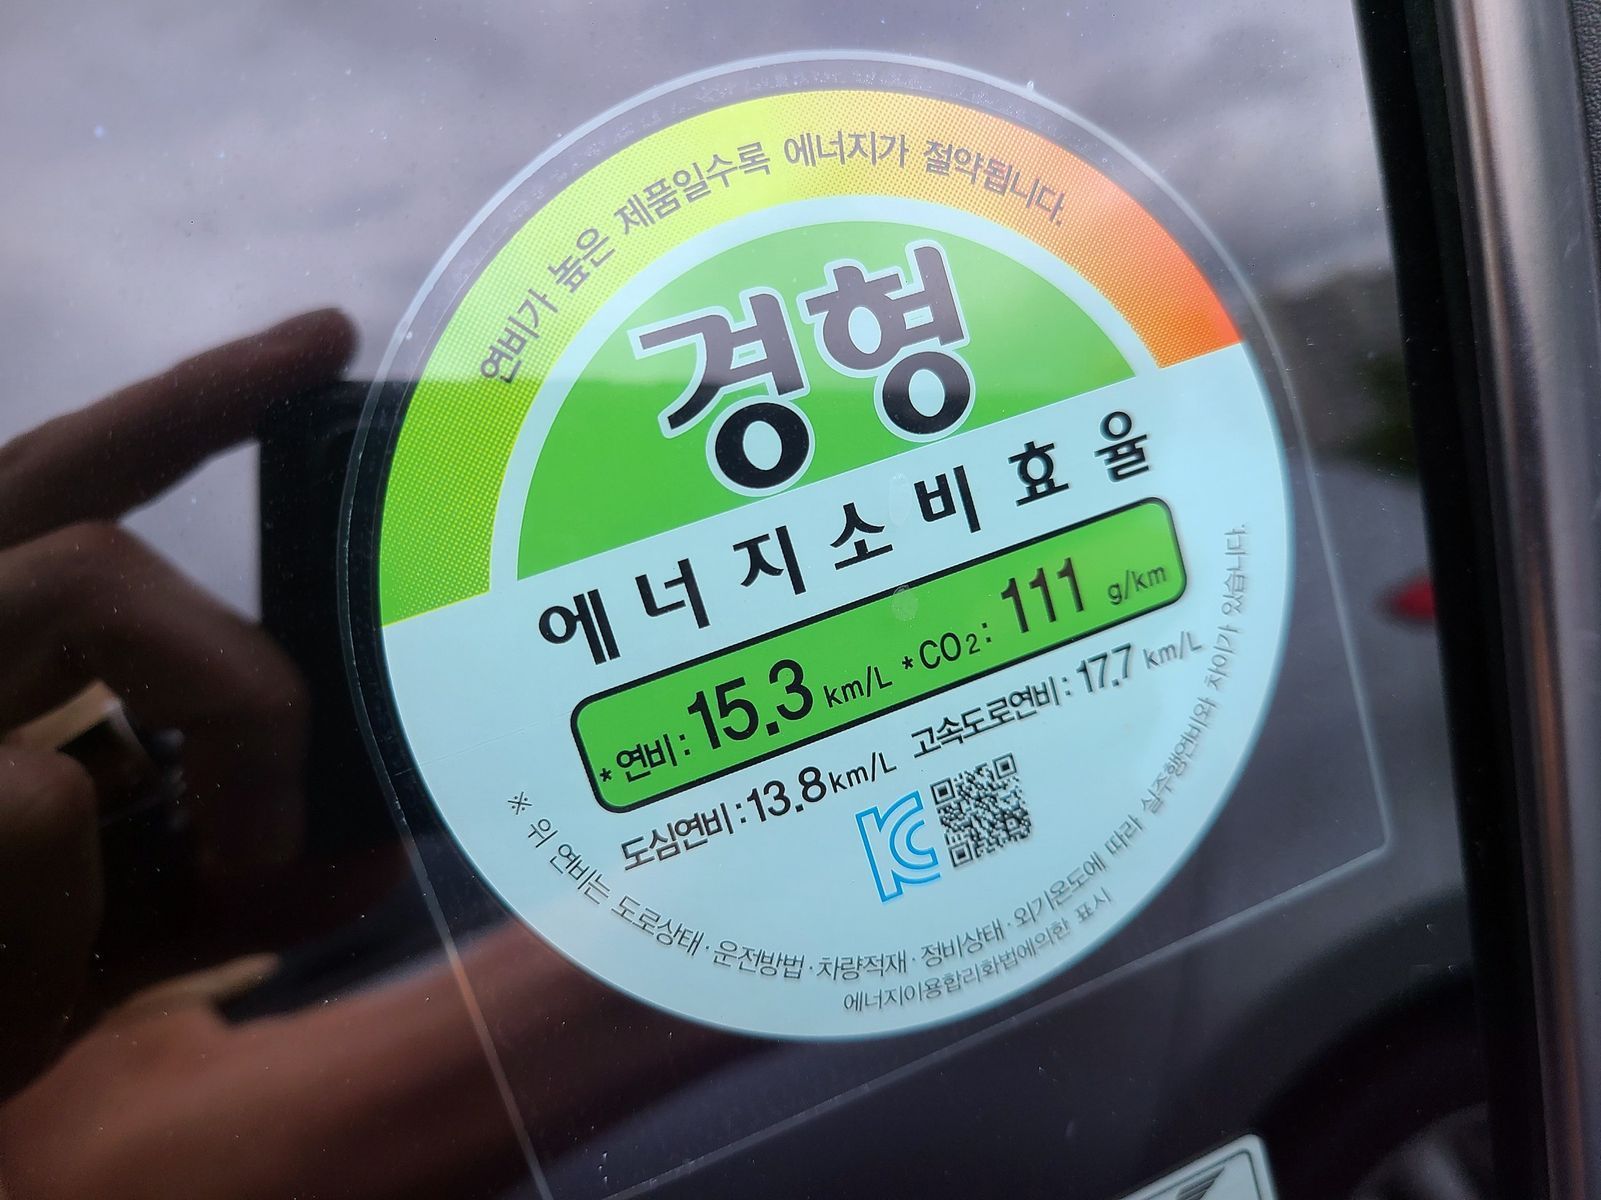 연비가 높은 제품일수록 에너지가 절약됩니다.
경형
에너지소비효율
*연비 : 15.3 km/L *CO₂ : 111 g/km
도심연비 : 13.8 km/L 고속도로연비 : 17.7 km/L
KC
※ 위 연비는 도로상태 · 운전방법 · 차량적재 · 정비상태 · 외기온도에 따라 실주행연비와 차이가 있습니다.
에너지이용합리화법에의한 표시